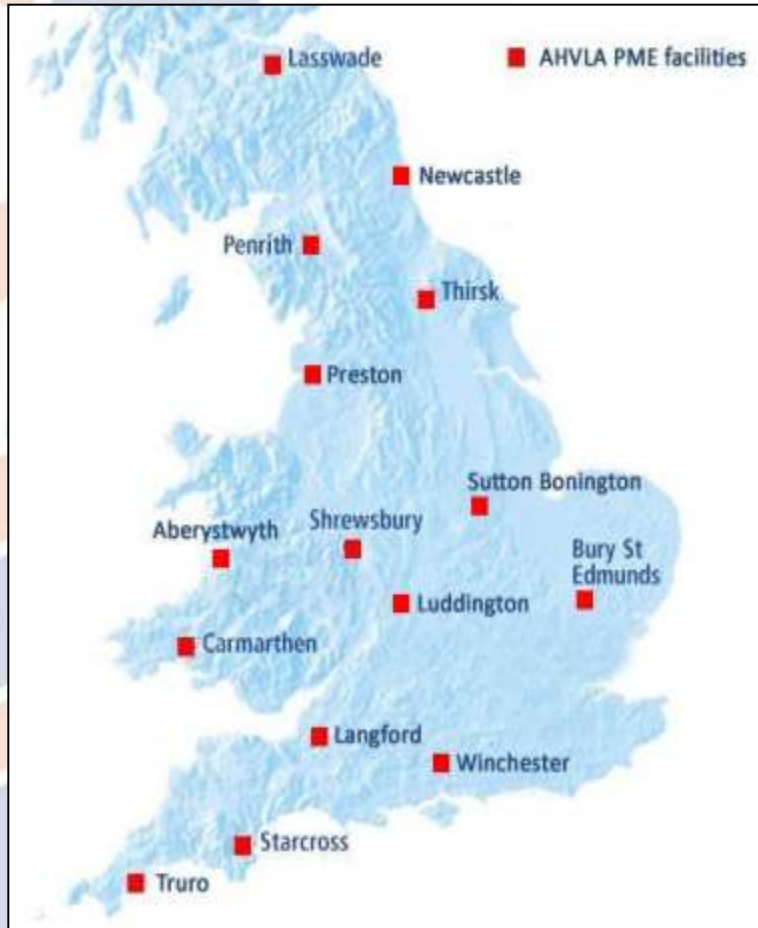 Lasswade
AHVLA PME facilities
Newcastle
Penrith
Thirsk
Preston
Sutton Bonington
Shrewsbury
Aberystwyth
Bury St
Edmunds
Luddington
Carmarthen
Langford
Winchester
Starcross
Truro